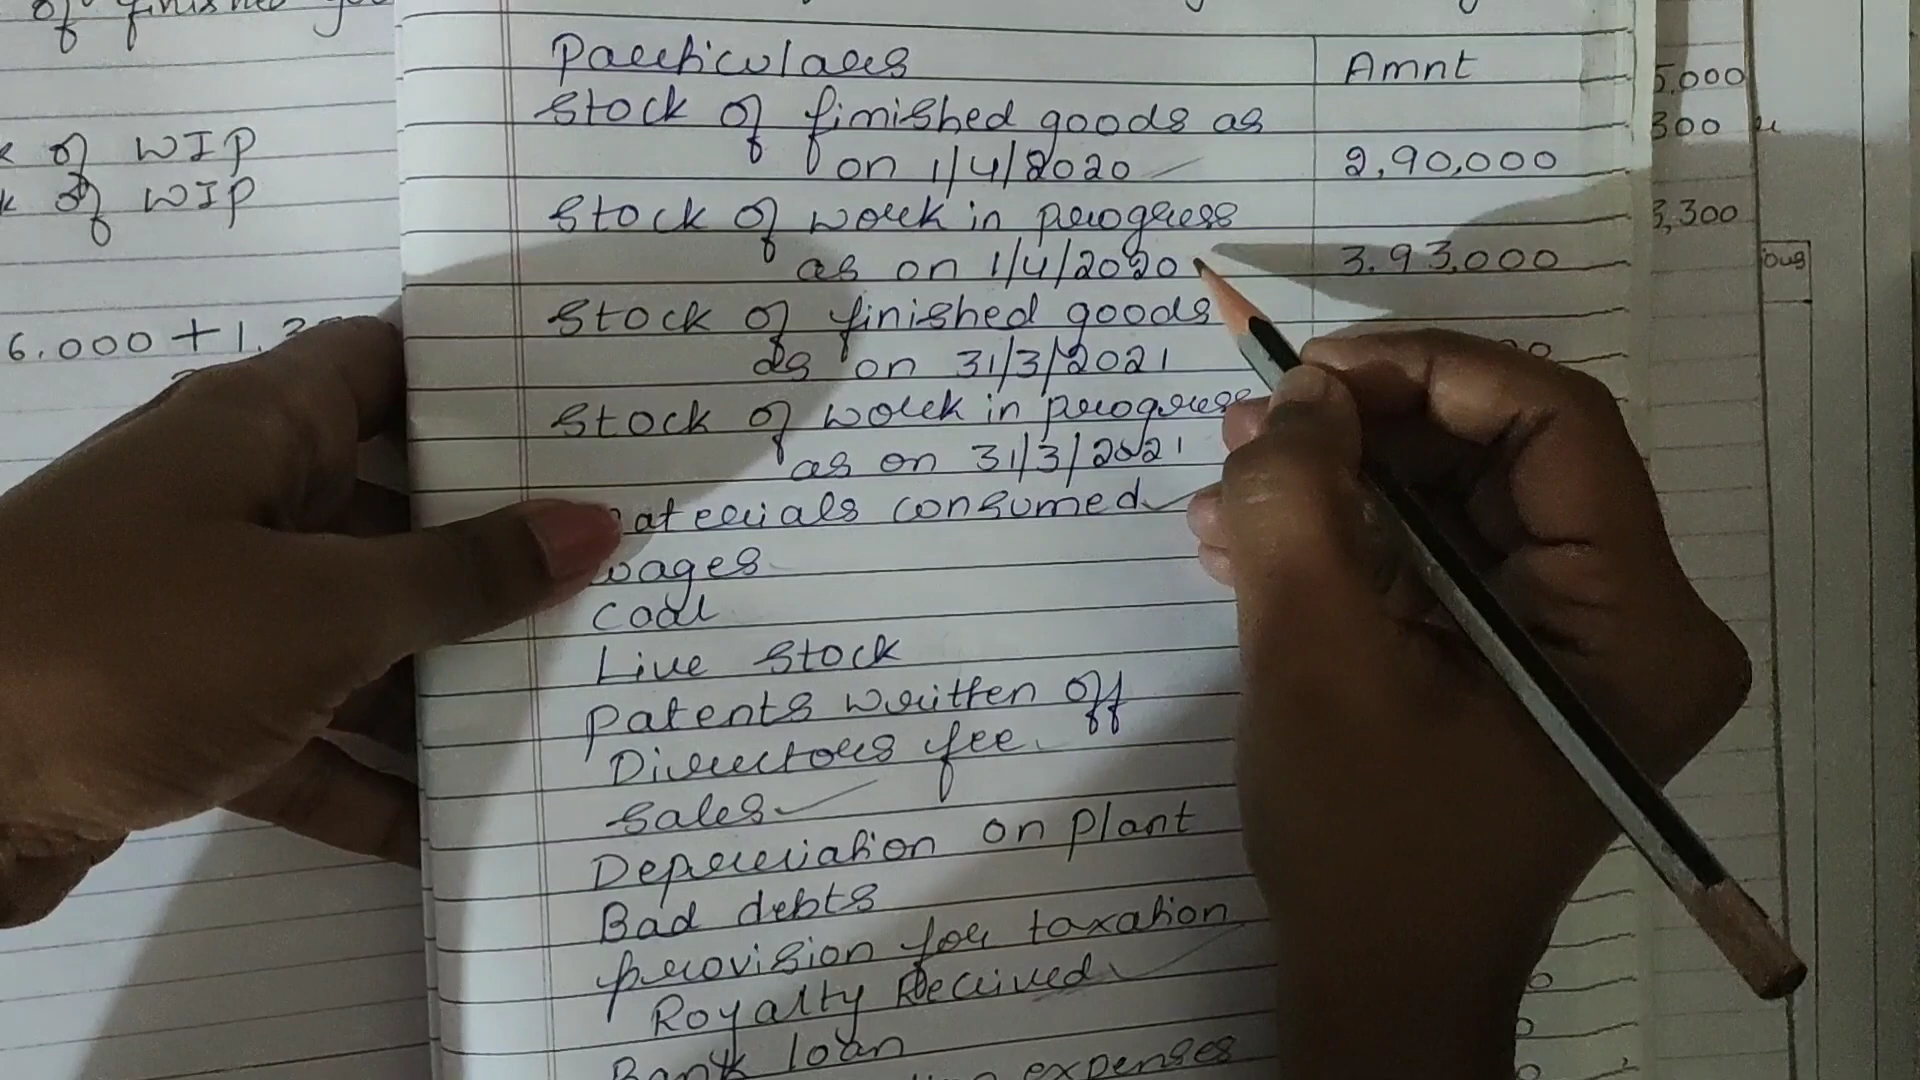 of finished
k of WIP
k of WIP
6.000 + 1.
Particulars Amnt
Stock of finished goods as
on 1/4/2020 2,90,000
Stock of work in progress
as on 1/4/2020 3.93,000
Stock of finished goods
as on 31/3/2021
Stock of work in progress
as on 31/3/2021
aterials consumed
wages
Coal
Live stock
patents written off
Directors fee.
Sales
Depreciation on plant
Bad debts
provision for taxation
Royalty Received
Bank loan
expenses
5.000
300
3,300
ous